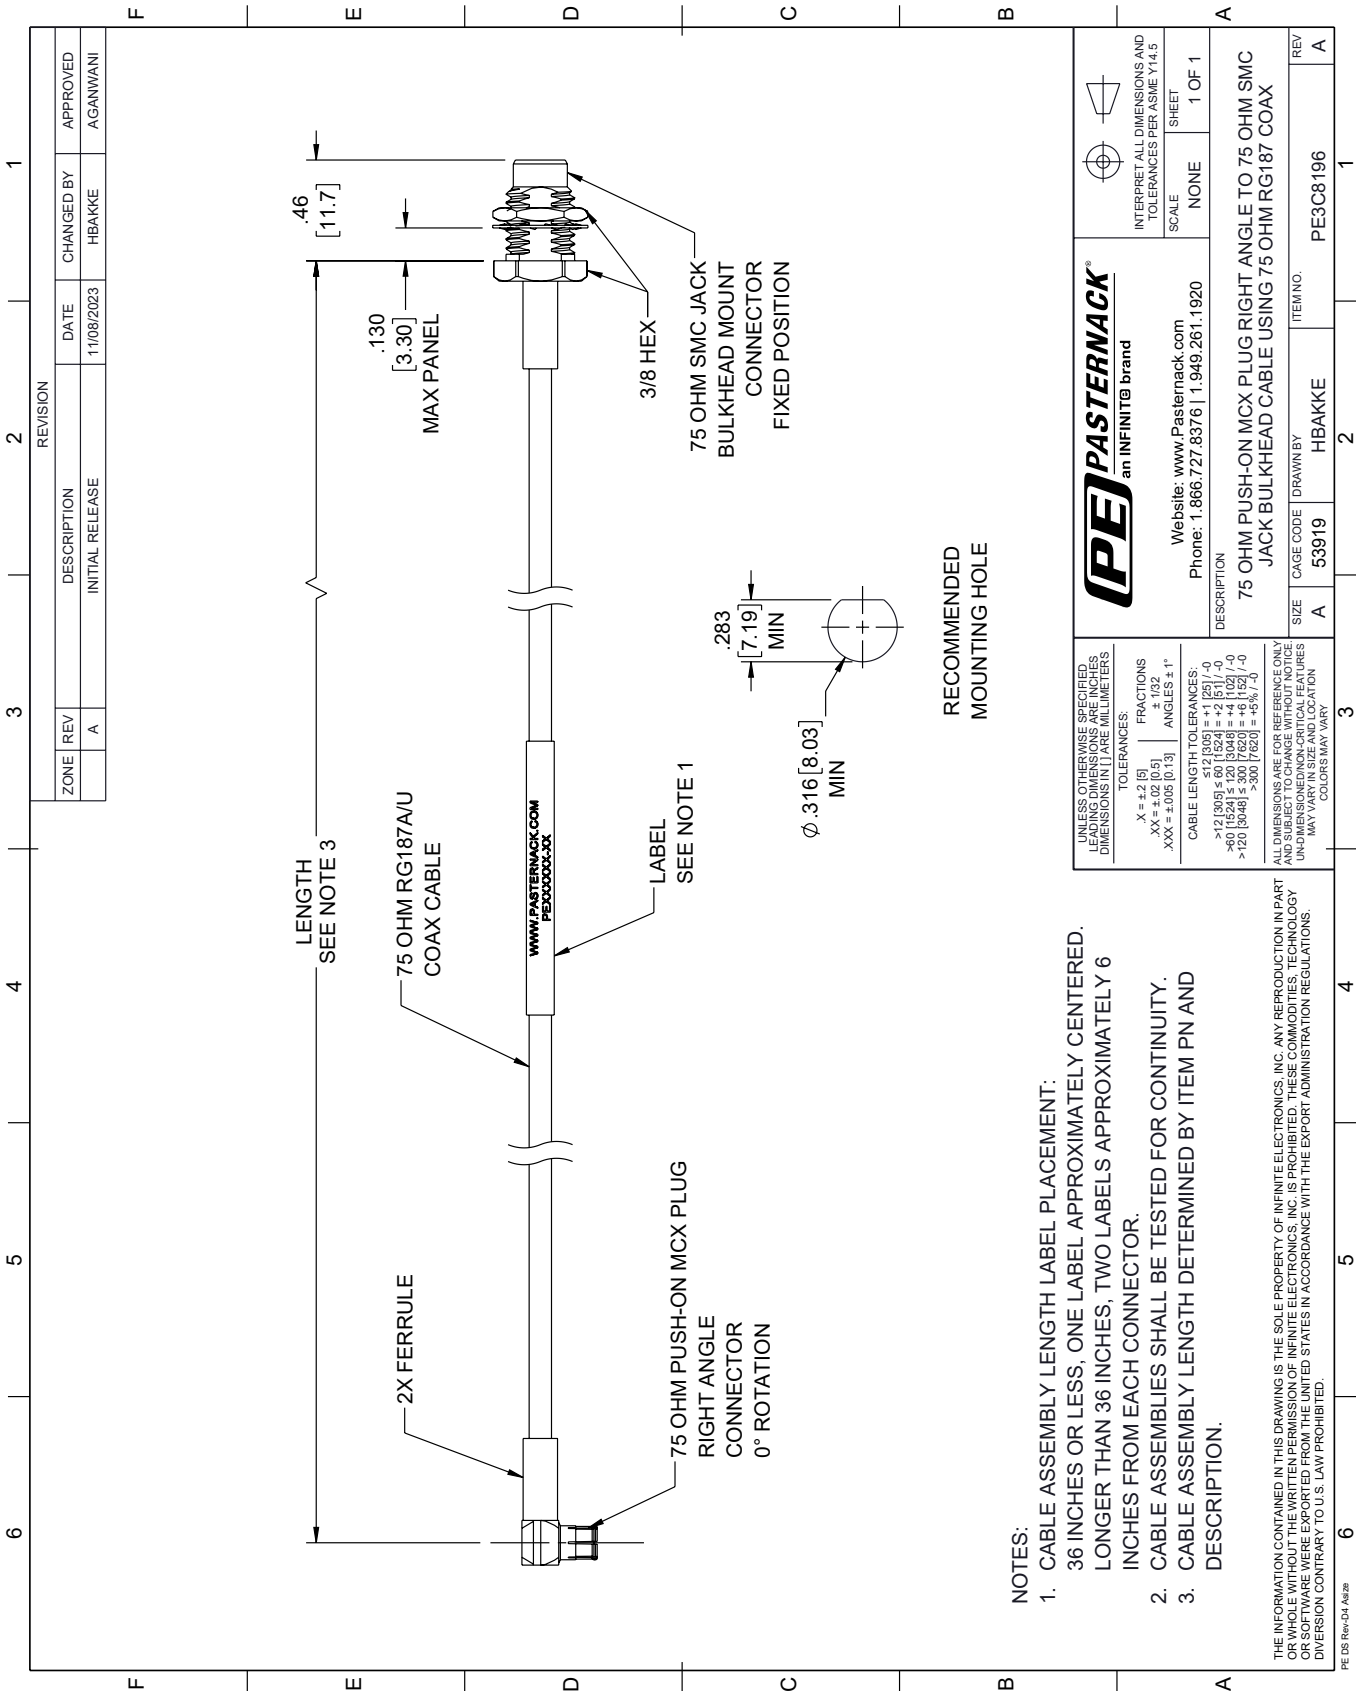 6
5
4
3
2
1
F
E
D
C
B
A
REVISION
ZONE REV DESCRIPTION DATE CHANGED BY APPROVED
A INITIAL RELEASE 11/08/2023 HBAKKE AGANWANI
LENGTH
SEE NOTE 3
.46
[11.7]
.130
[3.30]
MAX PANEL
2X FERRULE
75 OHM RG187A/U
COAX CABLE
WWW.PASTERNACK.COM
PEXXXXXX-XX
LABEL
SEE NOTE 1
3/8 HEX
75 OHM PUSH-ON MCX PLUG
RIGHT ANGLE
CONNECTOR
0° ROTATION
75 OHM SMC JACK
BULKHEAD MOUNT
CONNECTOR
FIXED POSITION
.283
[7.19]
MIN
Ø.316 [8.03]
MIN
RECOMMENDED
MOUNTING HOLE
NOTES:
1. CABLE ASSEMBLY LENGTH LABEL PLACEMENT:
36 INCHES OR LESS, ONE LABEL APPROXIMATELY CENTERED.
LONGER THAN 36 INCHES, TWO LABELS APPROXIMATELY 6
INCHES FROM EACH CONNECTOR.
2. CABLE ASSEMBLIES SHALL BE TESTED FOR CONTINUITY.
3. CABLE ASSEMBLY LENGTH DETERMINED BY ITEM PN AND
DESCRIPTION.
THE INFORMATION CONTAINED IN THIS DRAWING IS THE SOLE PROPERTY OF INFINITE ELECTRONICS, INC. ANY REPRODUCTION IN PART
OR WHOLE WITHOUT THE WRITTEN PERMISSION OF INFINITE ELECTRONICS, INC. IS PROHIBITED. THESE COMMODITIES, TECHNOLOGY
OR SOFTWARE WERE EXPORTED FROM THE UNITED STATES IN ACCORDANCE WITH THE EXPORT ADMINISTRATION REGULATIONS.
DIVERSION CONTRARY TO U.S. LAW PROHIBITED.
UNLESS OTHERWISE SPECIFIED
LEADING DIMENSIONS ARE INCHES
DIMENSIONS IN [ ] ARE MILLIMETERS
TOLERANCES:
.X = ±.2 [5] FRACTIONS
.XX = ±.02 [0.5] ± 1/32
.XXX = ±.005 [0.13] ANGLES ± 1°
CABLE LENGTH TOLERANCES:
≤12 [305] = +1 [25] / -0
>12 [305] ≤ 60 [1524] = +2 [51] / -0
>60 [1524] ≤ 120 [3048] = +4 [102] / -0
>120 [3048] ≤ 300 [7620] = +6 [152] / -0
>300 [7620] = +5% / -0
ALL DIMENSIONS ARE FOR REFERENCE ONLY
AND SUBJECT TO CHANGE WITHOUT NOTICE.
UN-DIMENSIONED/NON-CRITICAL FEATURES
MAY VARY IN SIZE AND LOCATION
COLORS MAY VARY
PE PASTERNACK®
an INFINIT@ brand
Website: www.Pasternack.com
Phone: 1.866.727.8376 | 1.949.261.1920
INTERPRET ALL DIMENSIONS AND
TOLERANCES PER ASME Y14.5
SCALE
NONE
SHEET
1 OF 1
DESCRIPTION
75 OHM PUSH-ON MCX PLUG RIGHT ANGLE TO 75 OHM SMC
JACK BULKHEAD CABLE USING 75 OHM RG187 COAX
SIZE
A
CAGE CODE
53919
DRAWN BY
HBAKKE
ITEM NO.
PE3C8196
REV
A
F
E
D
C
B
A
6
5
4
3
2
1
PE DS Rev-D4 Asize